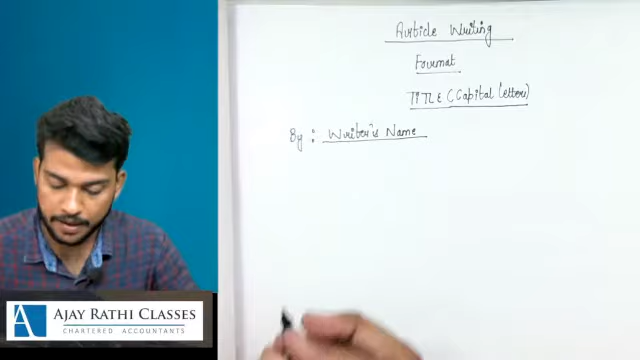 Article Writing
Format
TITLE (Capital Letters)
By : Writer's Name
AJAY RATHI CLASSES
CHARTERED ACCOUNTANTS